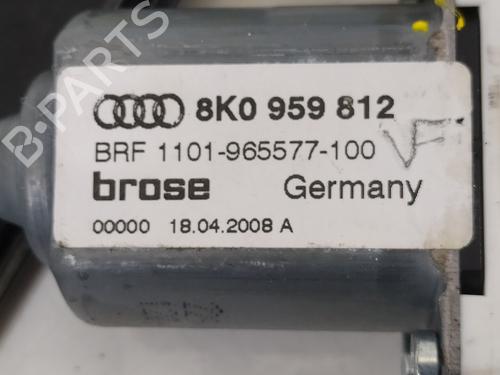 8K0 959 812
BRF 1101-965577-100
VF
brose Germany
00000 18.04.2008 A
B-PARTS